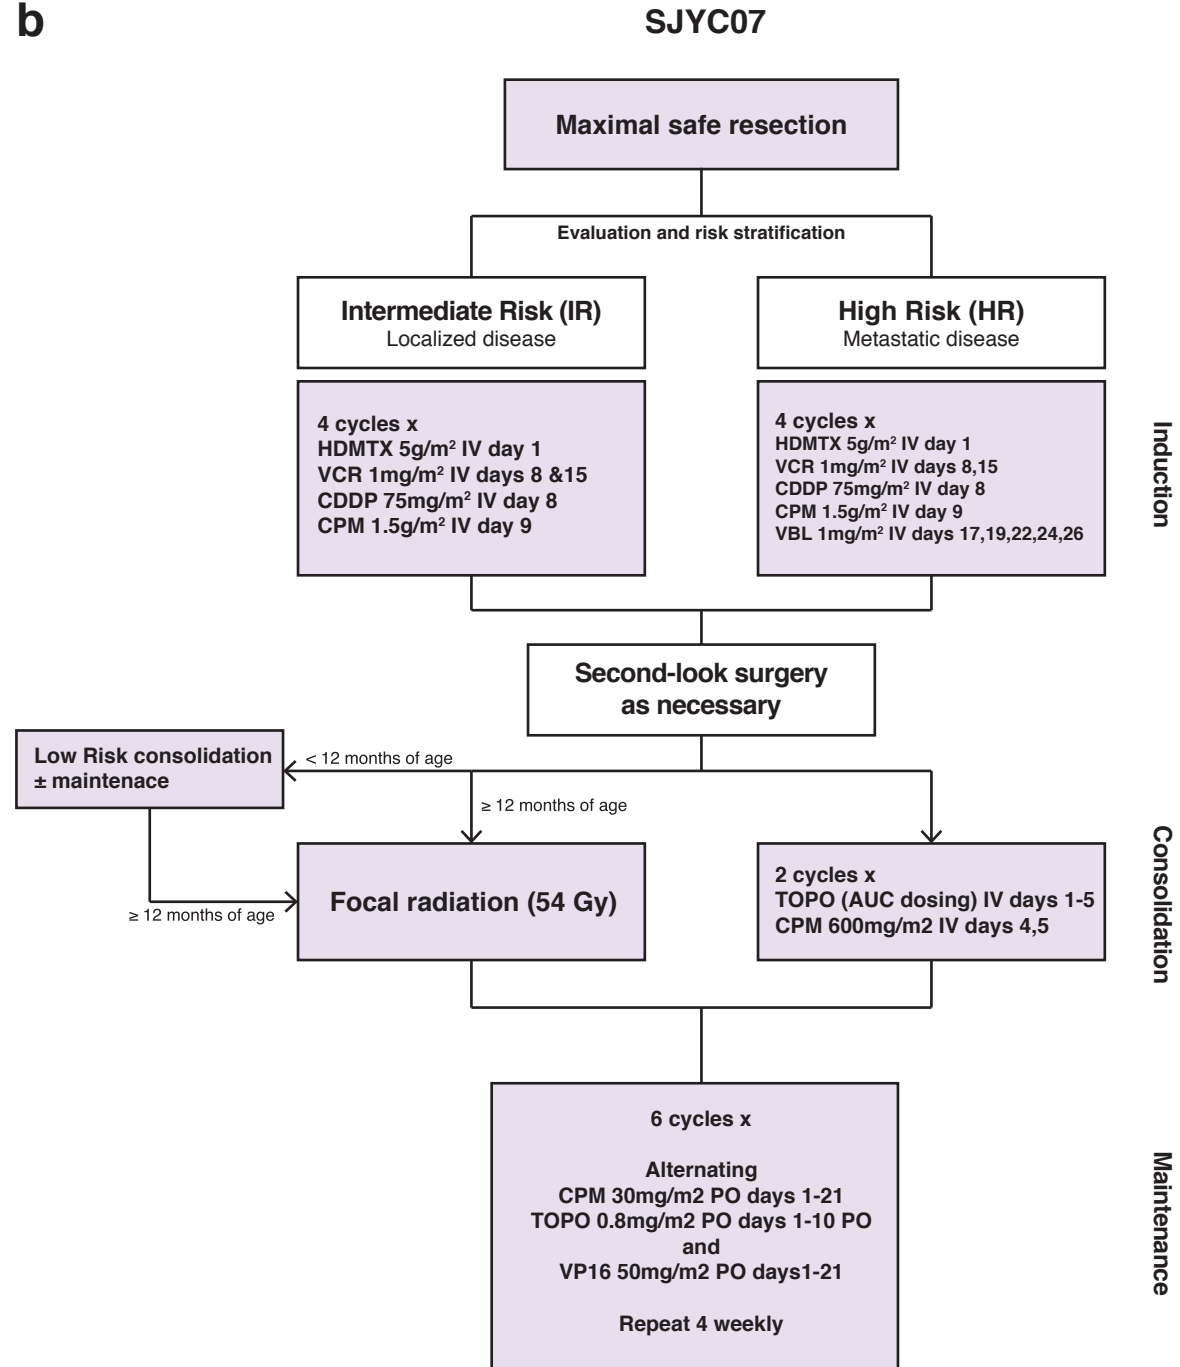 b
SJYC07
Maximal safe resection
Evaluation and risk stratification
Intermediate Risk (IR)
Localized disease
High Risk (HR)
Metastatic disease
4 cycles x
HDMTX 5g/m² IV day 1
VCR 1mg/m² IV days 8 &15
CDDP 75mg/m² IV day 8
CPM 1.5g/m² IV day 9
4 cycles x
HDMTX 5g/m² IV day 1
VCR 1mg/m² IV days 8,15
CDDP 75mg/m² IV day 8
CPM 1.5g/m² IV day 9
VBL 1mg/m² IV days 17,19,22,24,26
Induction
Second-look surgery
as necessary
Low Risk consolidation
± maintenace
< 12 months of age
≥ 12 months of age
≥ 12 months of age
Focal radiation (54 Gy)
2 cycles x
TOPO (AUC dosing) IV days 1-5
CPM 600mg/m2 IV days 4,5
Consolidation
6 cycles x
Alternating
CPM 30mg/m2 PO days 1-21
TOPO 0.8mg/m2 PO days 1-10 PO
and
VP16 50mg/m2 PO days1-21
Repeat 4 weekly
Maintenance